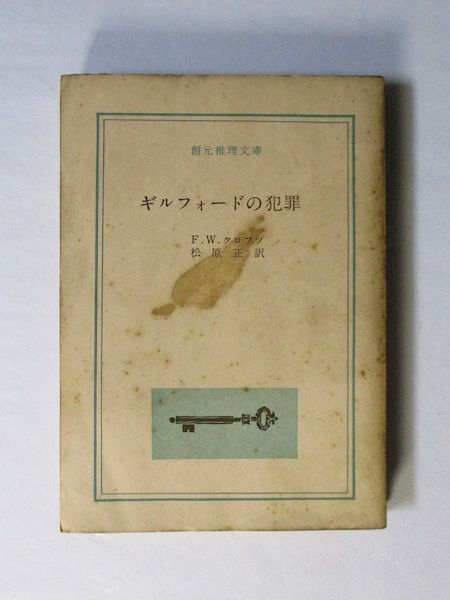 創元推理文庫
ギルフォードの犯罪
F.W.クロフツ
松原正訳